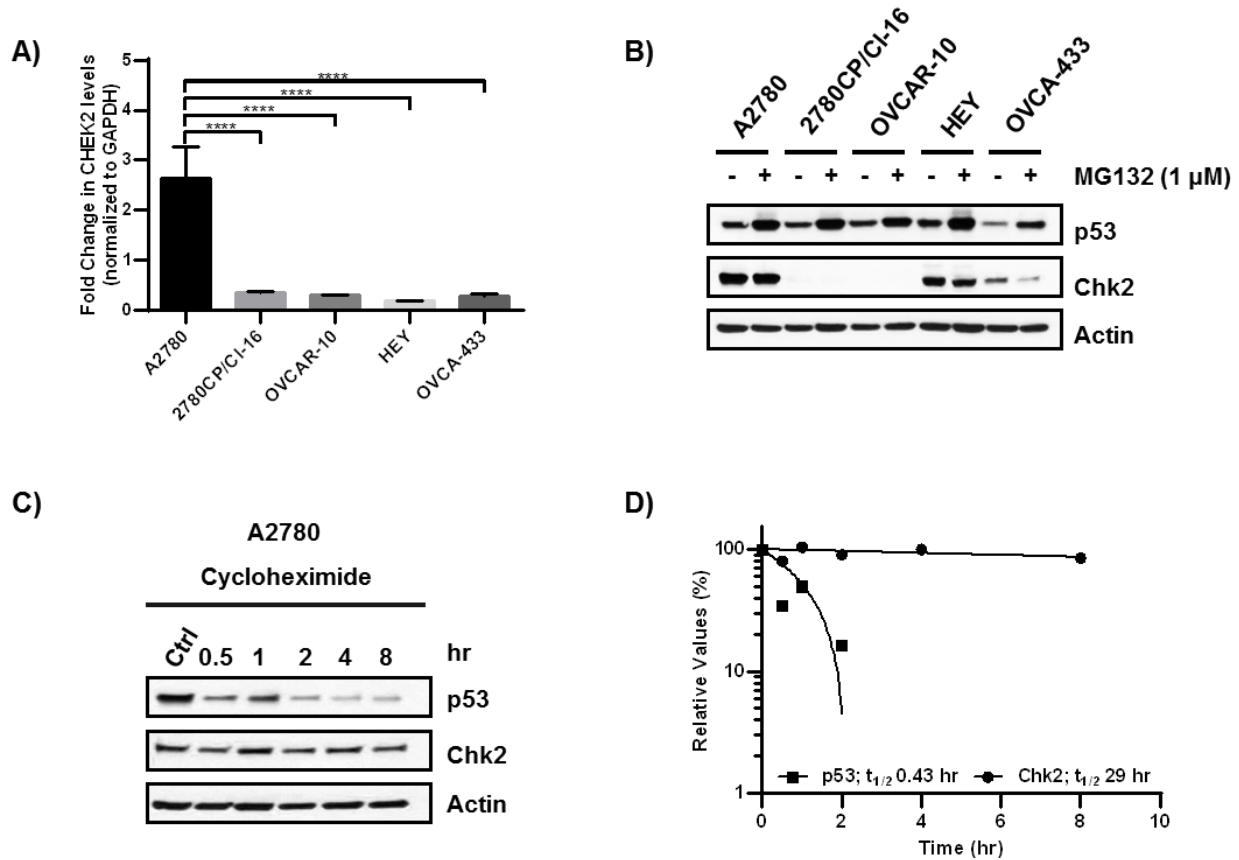 A)
Fold Change in CHEK2 levels
(normalized to GAPDH)
5
4
3
2
1
0
****
****
****
****
A2780
2780CP/CI-16
OVCAR-10
HEY
OVCA-433
B)
A2780
2780CP/CI-16
OVCAR-10
HEY
OVCA-433
- + - + - + - + - + MG132 (1 µM)
p53
Chk2
Actin
C)
A2780
Cycloheximide
Ctrl 0.5 1 2 4 8 hr
p53
Chk2
Actin
D)
Relative Values (%)
100
10
1
p53; t1/2 0.43 hr Chk2; t1/2 29 hr
0 2 4 6 8 10
Time (hr)